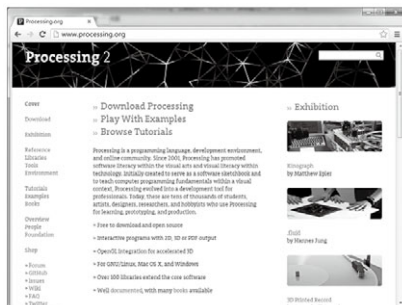 Processing.org
www.processing.org
Processing 2
Cover
Download
Exhibition
Reference
Libraries
Tools
Environment
Tutorials
Examples
Books
Overview
People
Foundation
Shop
» Forum
» GitHub
» Issues
» Wiki
» FAQ
» Twitter
» Download Processing
» Play With Examples
» Browse Tutorials
Processing is a programming language, development environment,
and online community. Since 2001, Processing has promoted
software literacy within the visual arts and visual literacy within
technology. Initially created to serve as a software sketchbook and
to teach computer programming fundamentals within a visual
context, Processing evolved into a development tool for
professionals. Today, there are tens of thousands of students,
artists, designers, researchers, and hobbyists who use Processing
for learning, prototyping, and production.
» Free to download and open source
» Interactive programs with 2D, 3D or PDF output
» OpenGL integration for accelerated 3D
» For GNU/Linux, Mac OS X, and Windows
» Over 100 libraries extend the core software
» Well documented, with many books available
» Exhibition
Kinograph
by Matthew Epler
by Hannes Jung
3D Printed Record